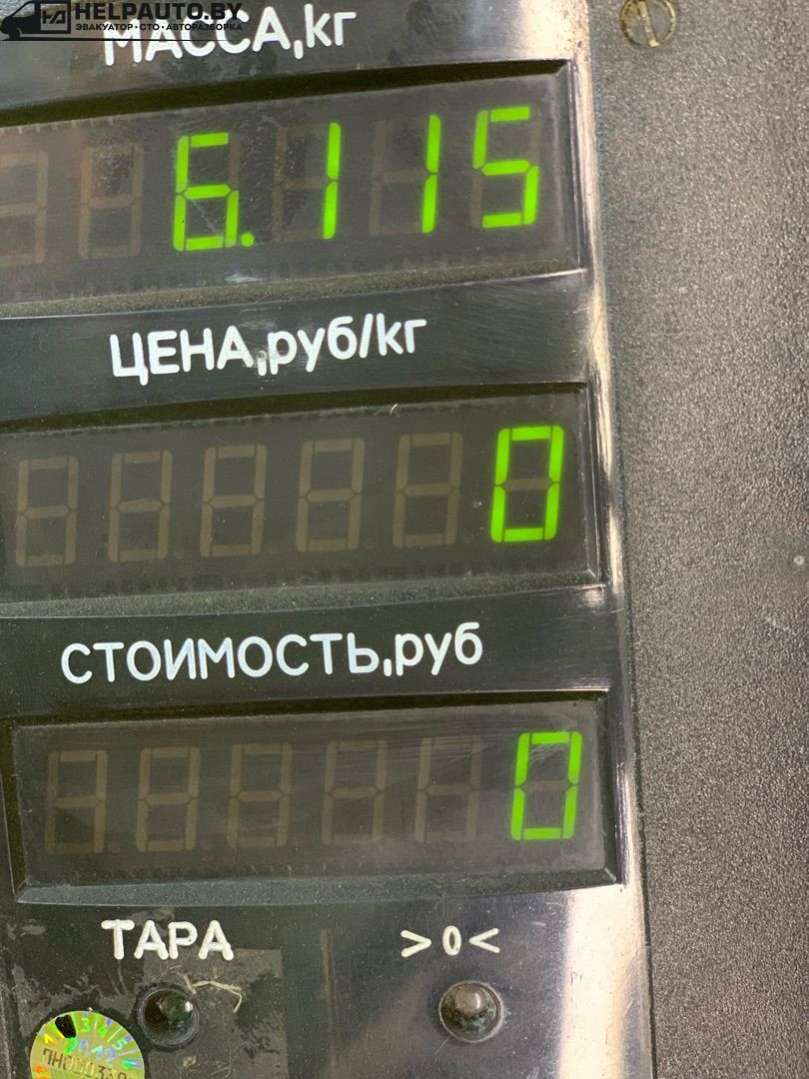 HELPAUTO.BY
ЭВАКУАТОР • СТО • АВТОРАЗБОРКА
МАССА,кг
6.115
ЦЕНА,руб/кг
0
СТОИМОСТЬ,руб
0
ТАРА >0<